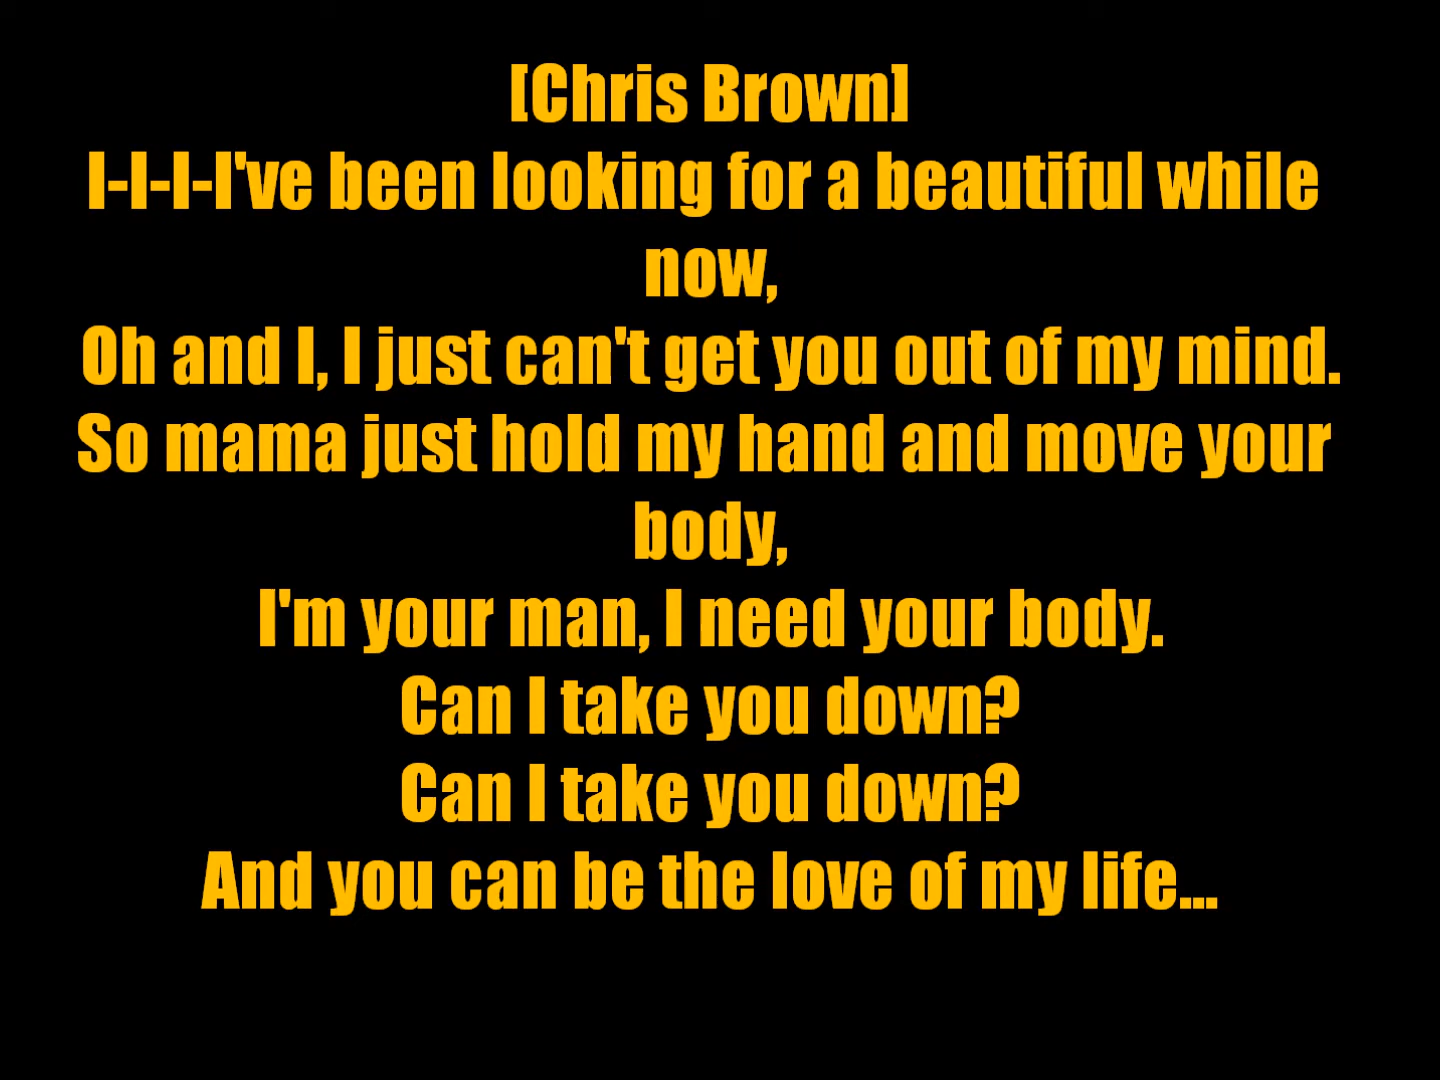 [Chris Brown]
I-I-I-I've been looking for a beautiful while
now,
Oh and I, I just can't get you out of my mind.
So mama just hold my hand and move your
body,
I'm your man, I need your body.
Can I take you down?
Can I take you down?
And you can be the love of my life...